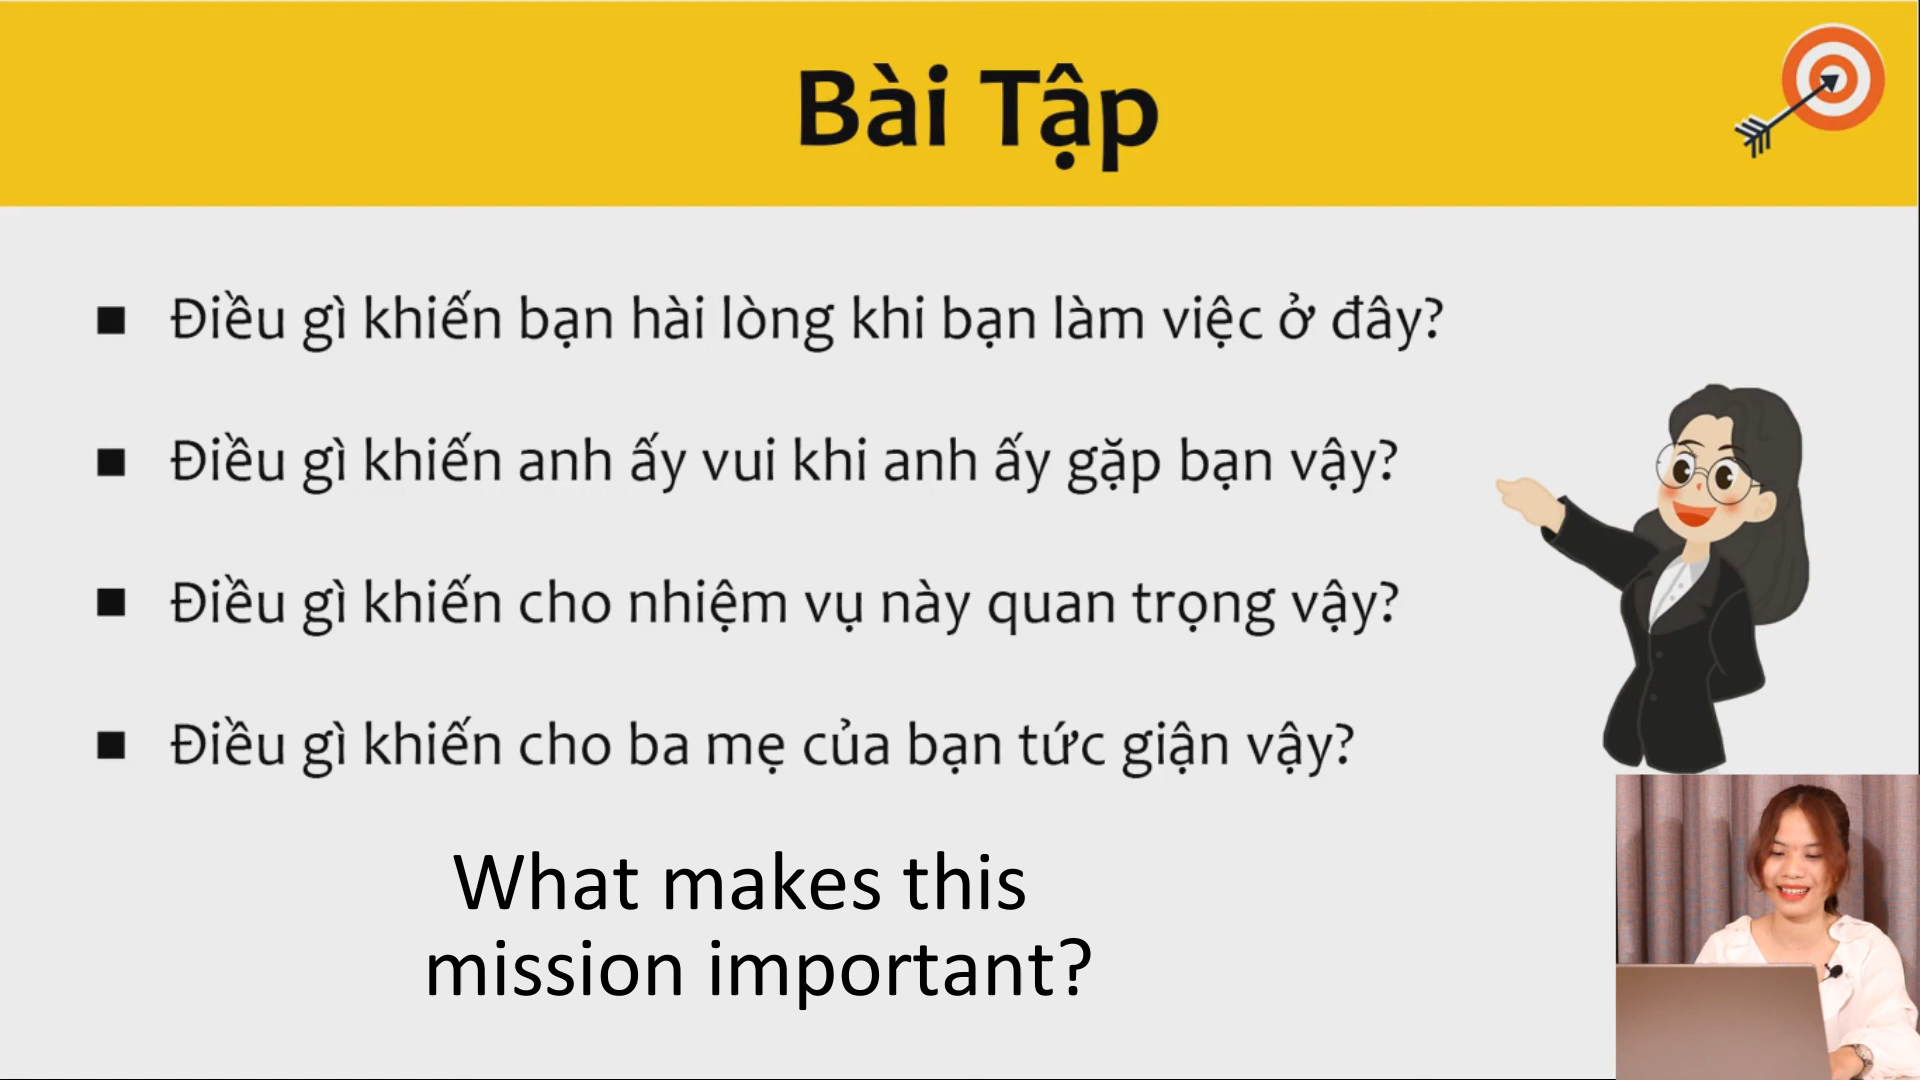 Bài Tập
Điều gì khiến bạn hài lòng khi bạn làm việc ở đây?
Điều gì khiến anh ấy vui khi anh ấy gặp bạn vậy?
Điều gì khiến cho nhiệm vụ này quan trọng vậy?
Điều gì khiến cho ba mẹ của bạn tức giận vậy?
What makes this
mission important?